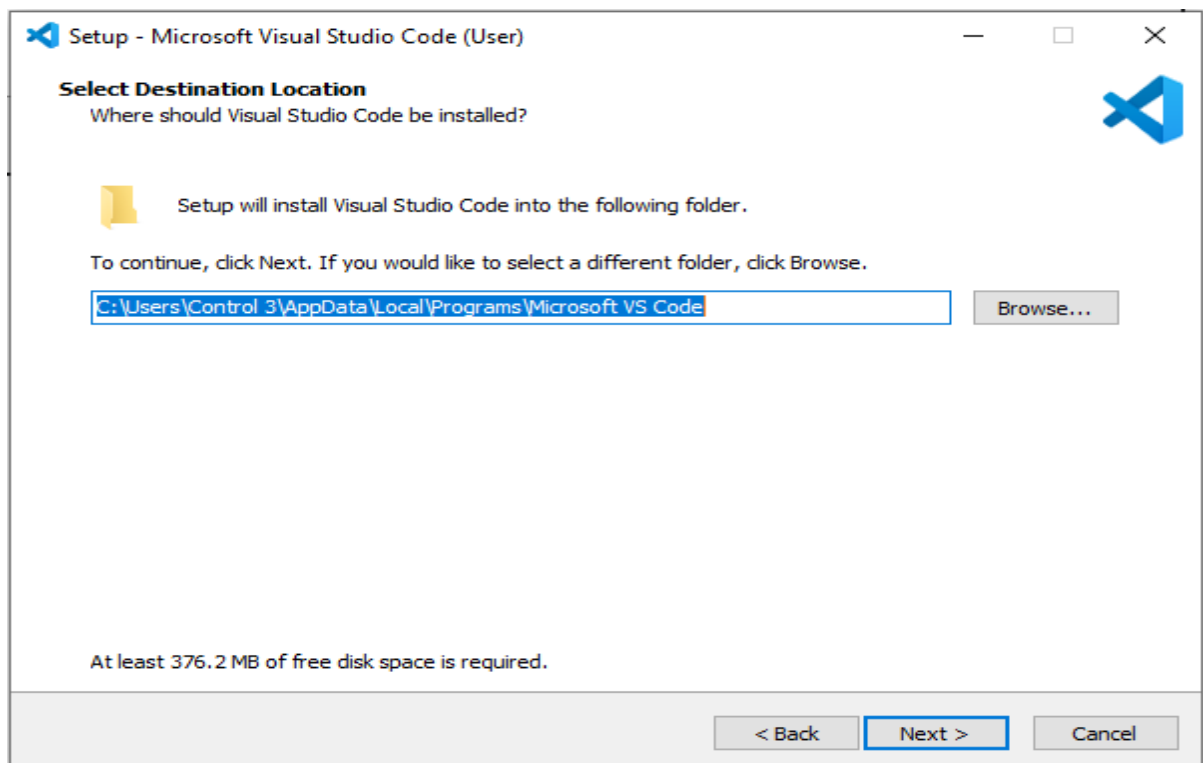 Setup - Microsoft Visual Studio Code (User)
Select Destination Location
Where should Visual Studio Code be installed?
Setup will install Visual Studio Code into the following folder.
To continue, click Next. If you would like to select a different folder, click Browse.
C:\Users\Control 3\AppData\Local\Programs\Microsoft VS Code
Browse...
At least 376.2 MB of free disk space is required.
< Back
Next >
Cancel